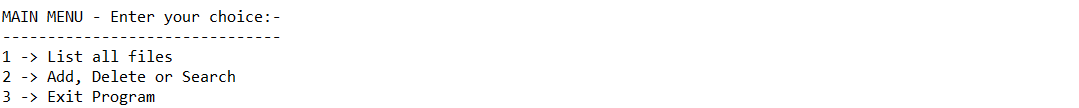 MAIN MENU - Enter your choice:-
-------------------------------
1 -> List all files
2 -> Add, Delete or Search
3 -> Exit Program